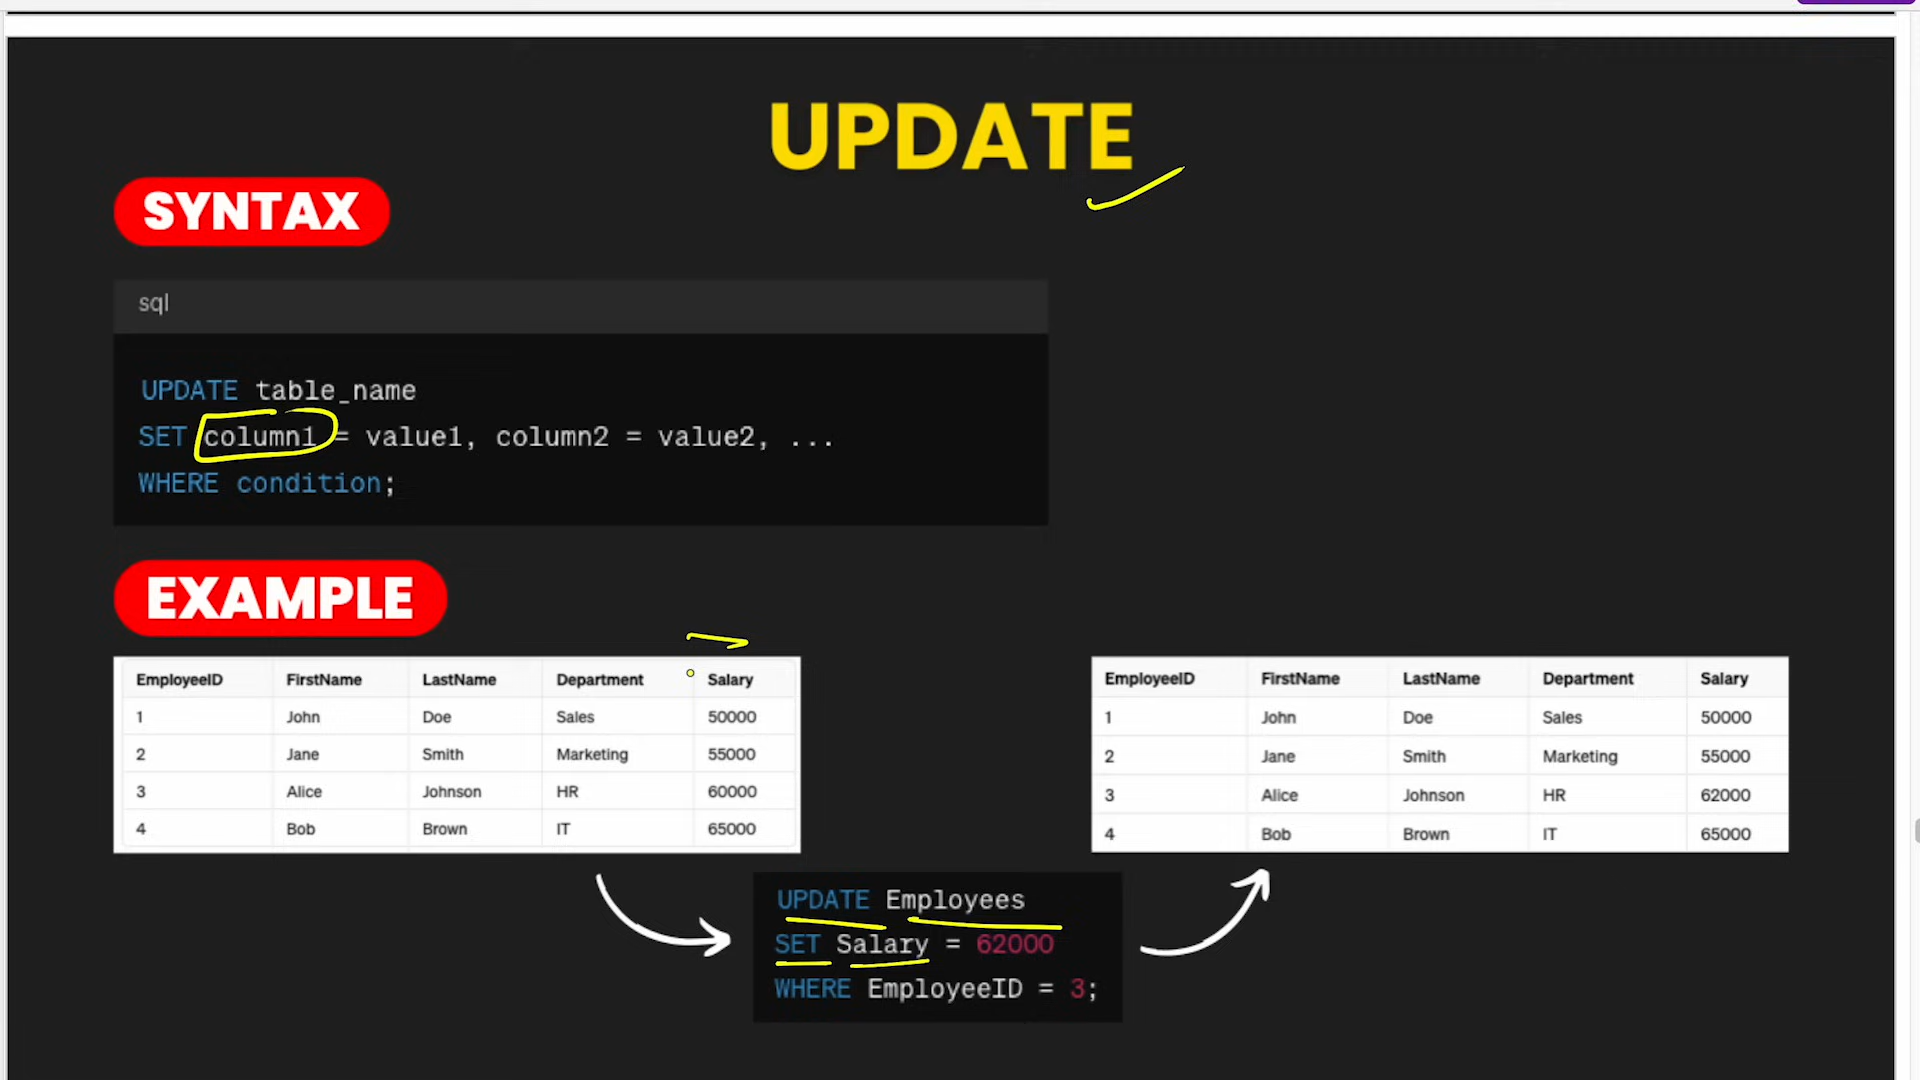 UPDATE
SYNTAX
sql
UPDATE table_name
SET column1 = value1, column2 = value2, ...
WHERE condition;
EXAMPLE
EmployeeID FirstName LastName Department Salary
1 John Doe Sales 50000
2 Jane Smith Marketing 55000
3 Alice Johnson HR 60000
4 Bob Brown IT 65000
EmployeeID FirstName LastName Department Salary
1 John Doe Sales 50000
2 Jane Smith Marketing 55000
3 Alice Johnson HR 62000
4 Bob Brown IT 65000
UPDATE Employees
SET Salary = 62000
WHERE EmployeeID = 3;